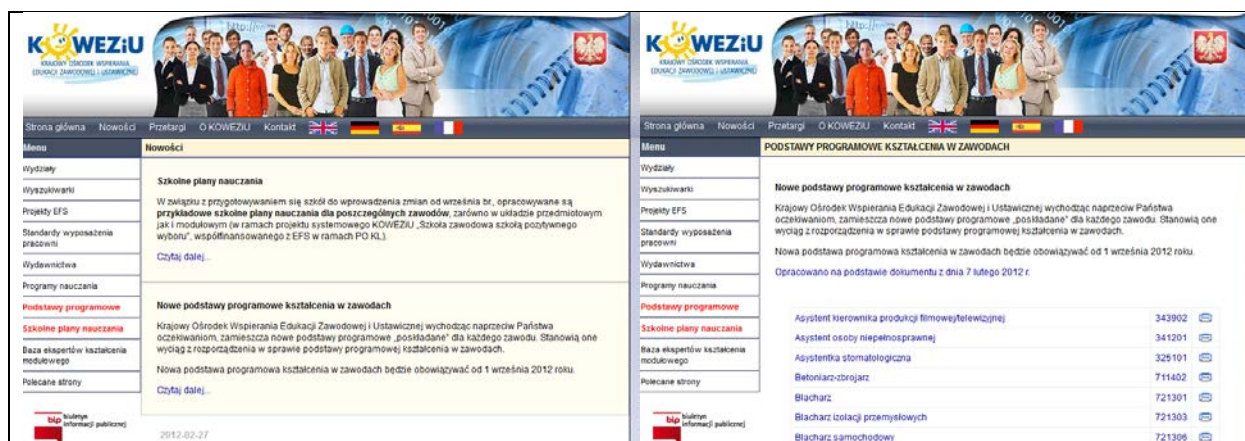 KOWEZiU
KRAJOWY OŚRODEK WSPIERANIA
EDUKACJI ZAWODOWEJ I USTAWICZNEJ
Strona główna Nowości Przetargi O KOWEZiU Kontakt
Menu
Wydziały
Wyszukiwarki
Projekty EFS
Standardy wyposażenia
pracowni
Wydawnictwa
Programy nauczania
Podstawy programowe
Szkolne plany nauczania
Baza ekspertów kształcenia
modułowego
Polecane strony
bip biuletyn
informacji publicznej
Nowości
Szkolne plany nauczania
W związku z przygotowywaniem się szkół do wprowadzenia zmian od września br., opracowywane są
przykładowe szkolne plany nauczania dla poszczególnych zawodów, zarówno w układzie przedmiotowym
jak i modułowym (w ramach projektu systemowego KOWEZiU „Szkoła zawodowa szkołą pozytywnego
wyboru”, współfinansowanego z EFS w ramach PO KL).
Czytaj dalej...
Nowe podstawy programowe kształcenia w zawodach
Krajowy Ośrodek Wspierania Edukacji Zawodowej i Ustawicznej wychodząc naprzeciw Państwa
oczekiwaniom, zamieszcza nowe podstawy programowe „poskładane” dla każdego zawodu. Stanowią one
wyciąg z rozporządzenia w sprawie podstawy programowej kształcenia w zawodach.
Nowa podstawa programowa kształcenia w zawodach będzie obowiązywać od 1 września 2012 roku.
Czytaj dalej...
2012-02-27
KOWEZiU
KRAJOWY OŚRODEK WSPIERANIA
EDUKACJI ZAWODOWEJ I USTAWICZNEJ
Strona główna Nowości Przetargi O KOWEZiU Kontakt
Menu
Wydziały
Wyszukiwarki
Projekty EFS
Standardy wyposażenia
pracowni
Wydawnictwa
Programy nauczania
Podstawy programowe
Szkolne plany nauczania
Baza ekspertów kształcenia
modułowego
Polecane strony
bip biuletyn
informacji publicznej
PODSTAWY PROGRAMOWE KSZTAŁCENIA W ZAWODACH
Nowe podstawy programowe kształcenia w zawodach
Krajowy Ośrodek Wspierania Edukacji Zawodowej i Ustawicznej wychodząc naprzeciw Państwa
oczekiwaniom, zamieszcza nowe podstawy programowe „poskładane” dla każdego zawodu. Stanowią one
wyciąg z rozporządzenia w sprawie podstawy programowej kształcenia w zawodach.
Nowa podstawa programowa kształcenia w zawodach będzie obowiązywać od 1 września 2012 roku.
Opracowano na podstawie dokumentu z dnia 7 lutego 2012 r.
Asystent kierownika produkcji filmowej/telewizyjnej 343902
Asystent osoby niepełnosprawnej 341201
Asystentka stomatologiczna 325101
Betoniarz-zbrojarz 711402
Blacharz 721301
Blacharz izolacji przemysłowych 721303
Blacharz samochodowy 721306